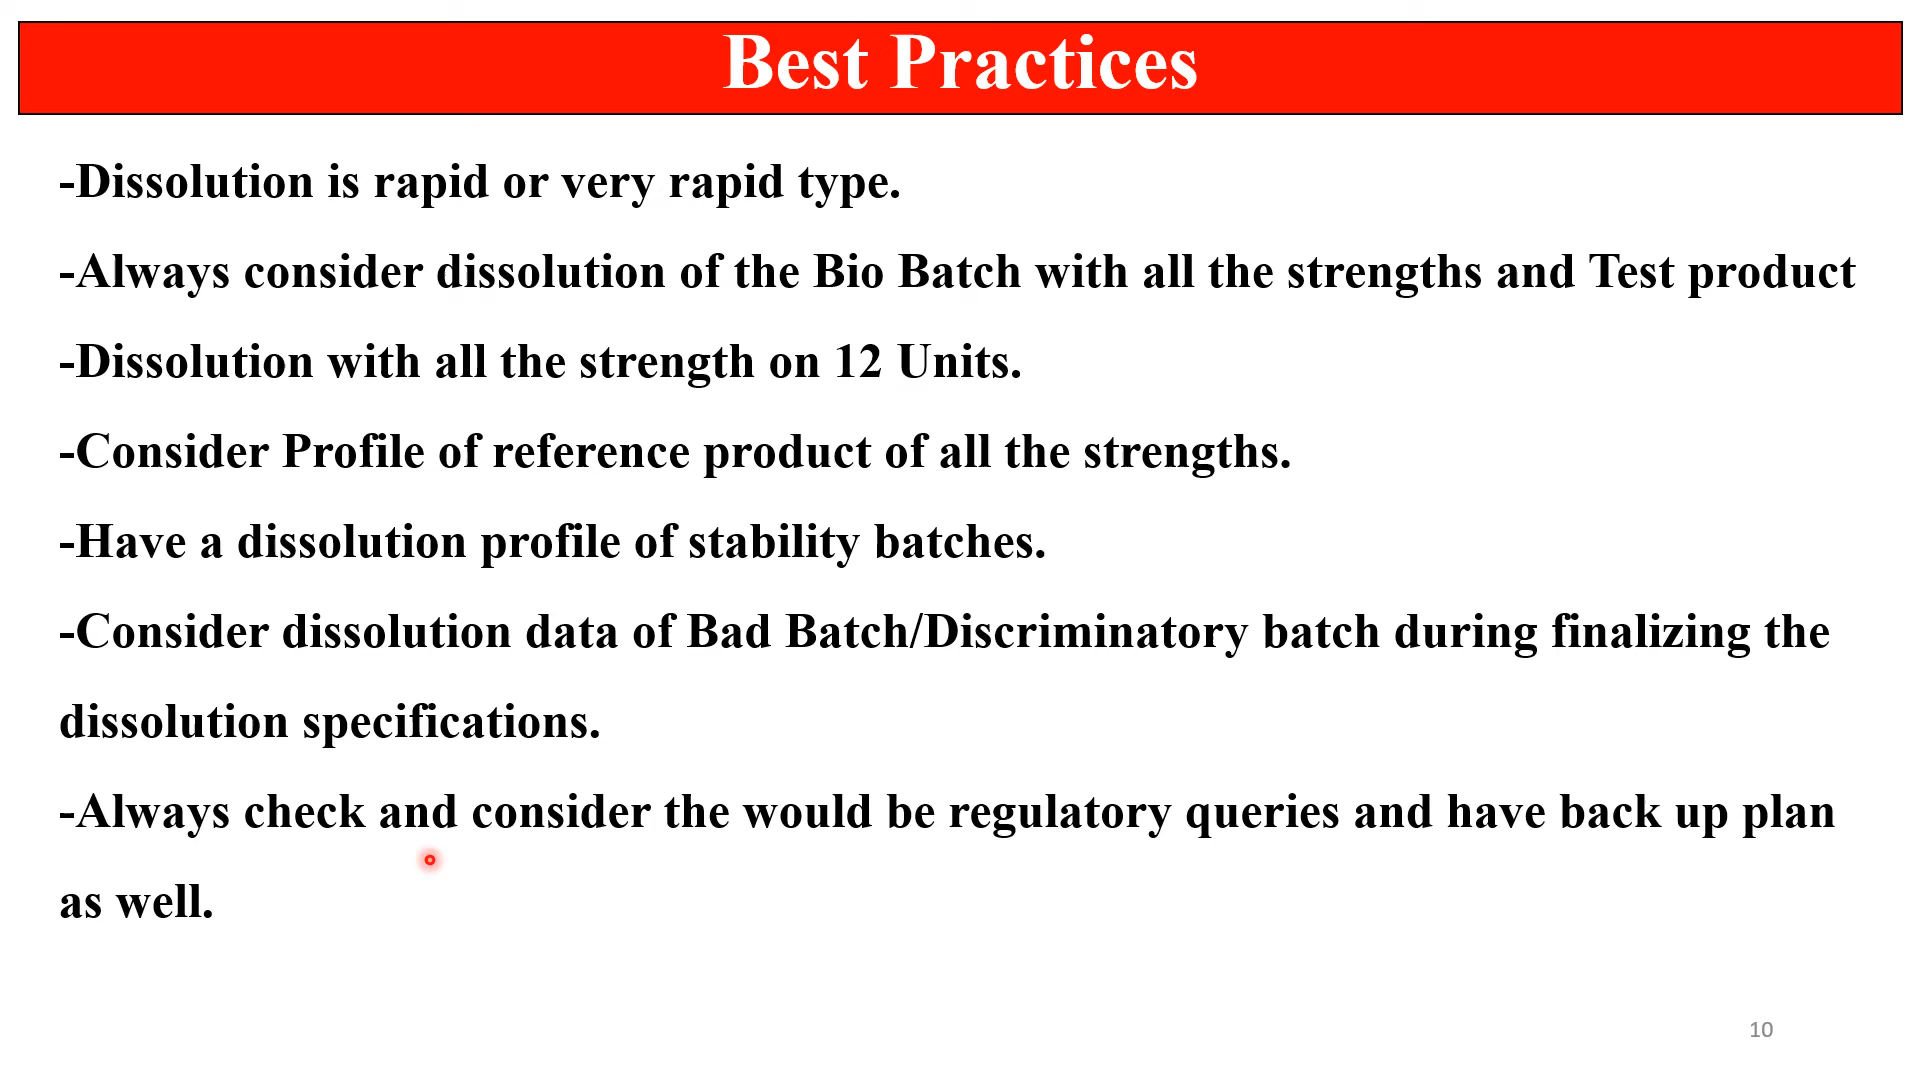 Best Practices
-Dissolution is rapid or very rapid type.
-Always consider dissolution of the Bio Batch with all the strengths and Test product
-Dissolution with all the strength on 12 Units.
-Consider Profile of reference product of all the strengths.
-Have a dissolution profile of stability batches.
-Consider dissolution data of Bad Batch/Discriminatory batch during finalizing the
dissolution specifications.
-Always check and consider the would be regulatory queries and have back up plan
as well.
10